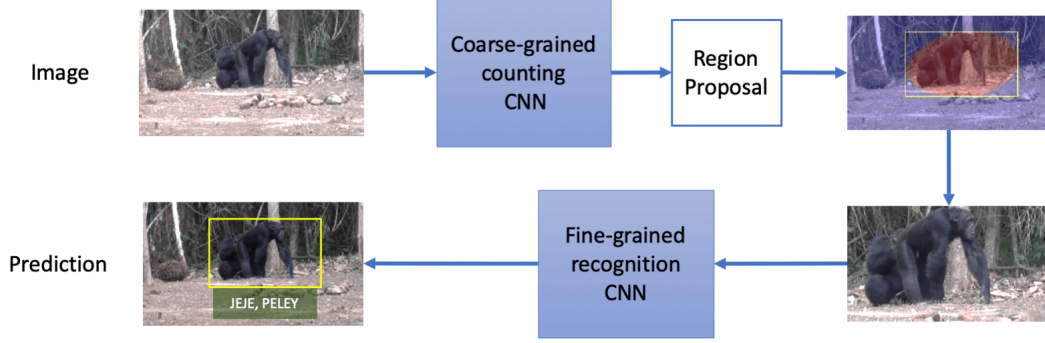 Image
Coarse-grained
counting
CNN
Region
Proposal
Prediction
JEJE, PELEY
Fine-grained
recognition
CNN